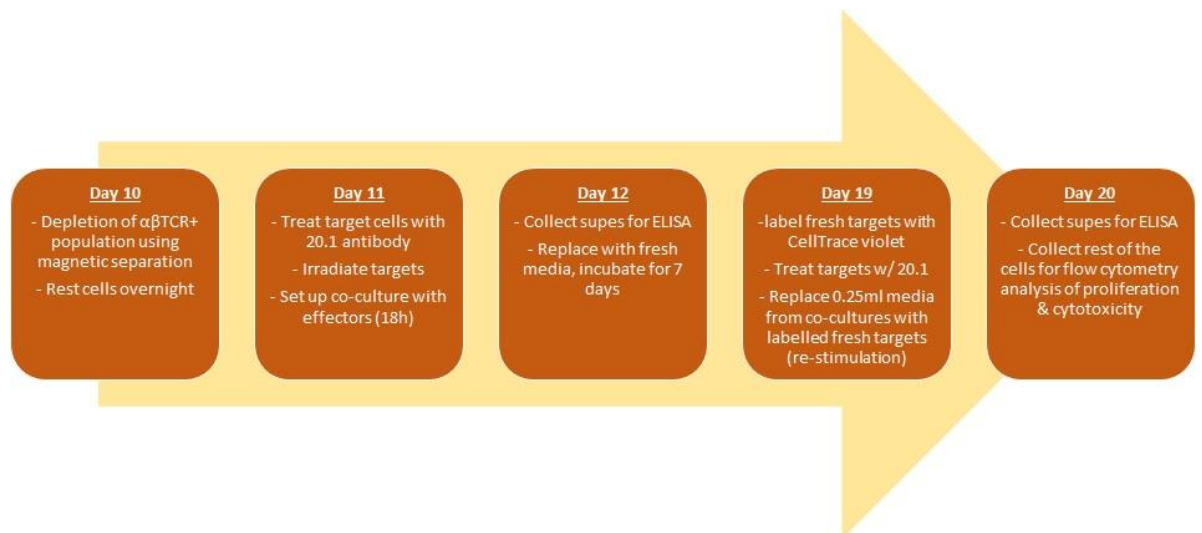 Day 10
- Depletion of αβTCR+
population using
magnetic separation
- Rest cells overnight
Day 11
- Treat target cells with
20.1 antibody
- Irradiate targets
- Set up co-culture with
effectors (18h)
Day 12
- Collect supes for ELISA
- Replace with fresh
media, incubate for 7
days
Day 19
-label fresh targets with
CellTrace violet
- Treat targets w/ 20.1
- Replace 0.25ml media
from co-cultures with
labelled fresh targets
(re-stimulation)
Day 20
- Collect supes for ELISA
- Collect rest of the
cells for flow cytometry
analysis of proliferation
& cytotoxicity